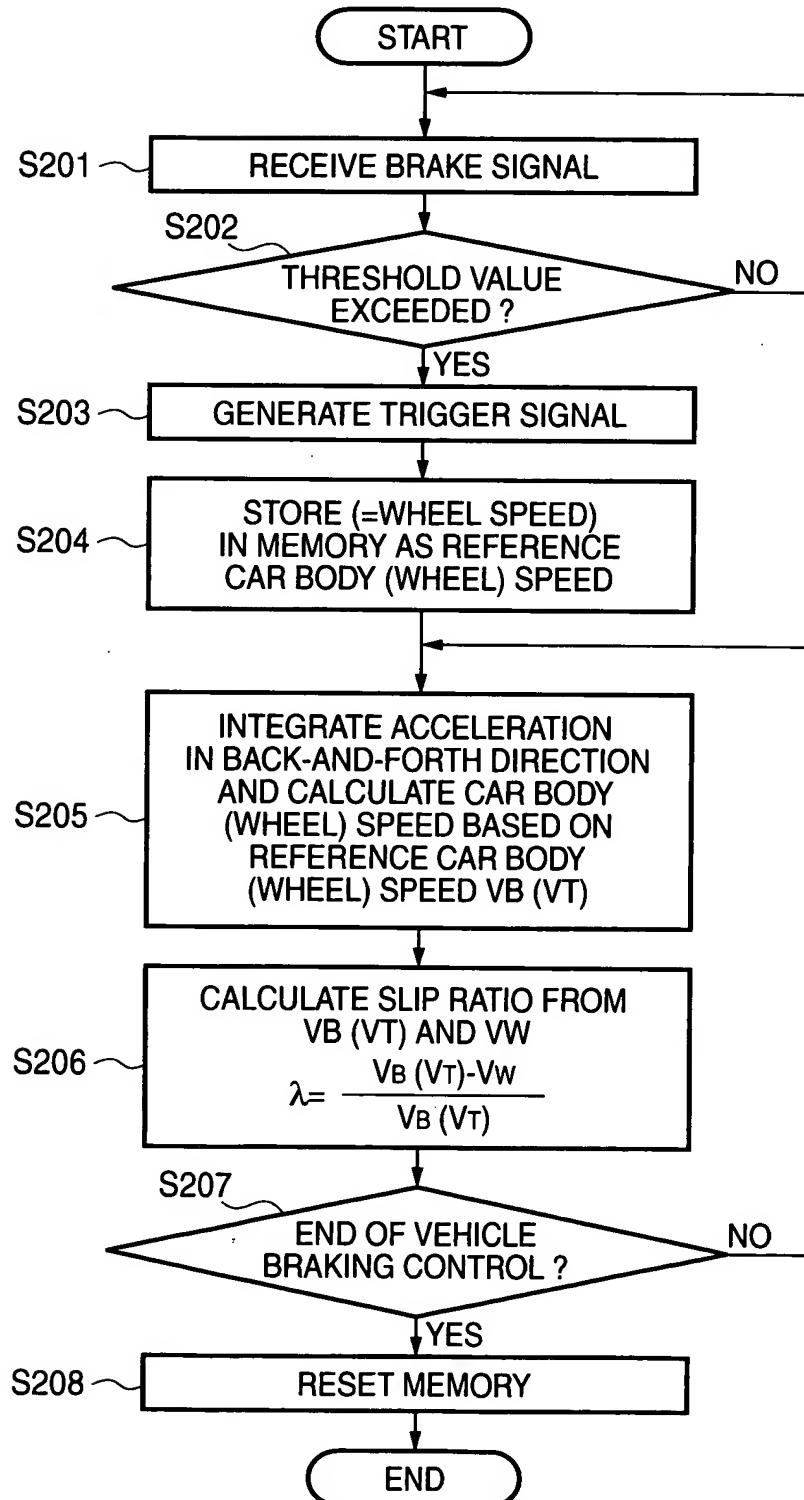 START
S201
RECEIVE BRAKE SIGNAL
S202
THRESHOLD VALUE
EXCEEDED ?
NO
YES
S203
GENERATE TRIGGER SIGNAL
S204
STORE (=WHEEL SPEED)
IN MEMORY AS REFERENCE
CAR BODY (WHEEL) SPEED
S205
INTEGRATE ACCELERATION
IN BACK-AND-FORTH DIRECTION
AND CALCULATE CAR BODY
(WHEEL) SPEED BASED ON
REFERENCE CAR BODY
(WHEEL) SPEED VB (VT)
S206
CALCULATE SLIP RATIO FROM
VB (VT) AND VW
λ= VB (VT)-VW
VB (VT)
S207
END OF VEHICLE
BRAKING CONTROL ?
NO
YES
S208
RESET MEMORY
END